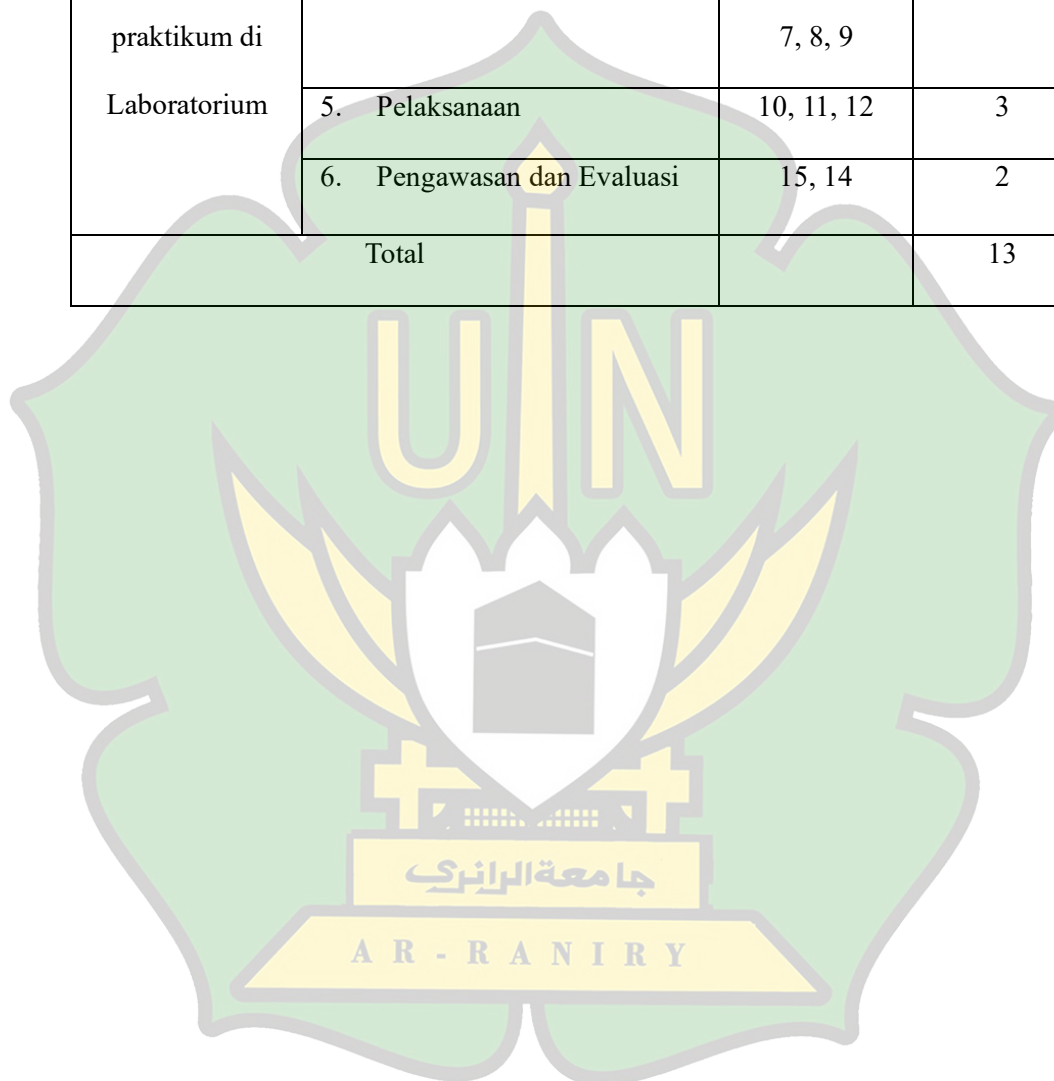 praktikum di 7, 8, 9
Laboratorium 5. Pelaksanaan 10, 11, 12 3
6. Pengawasan dan Evaluasi 15, 14 2
Total 13
UIN
جامعة الرانري
AR-RANIRY